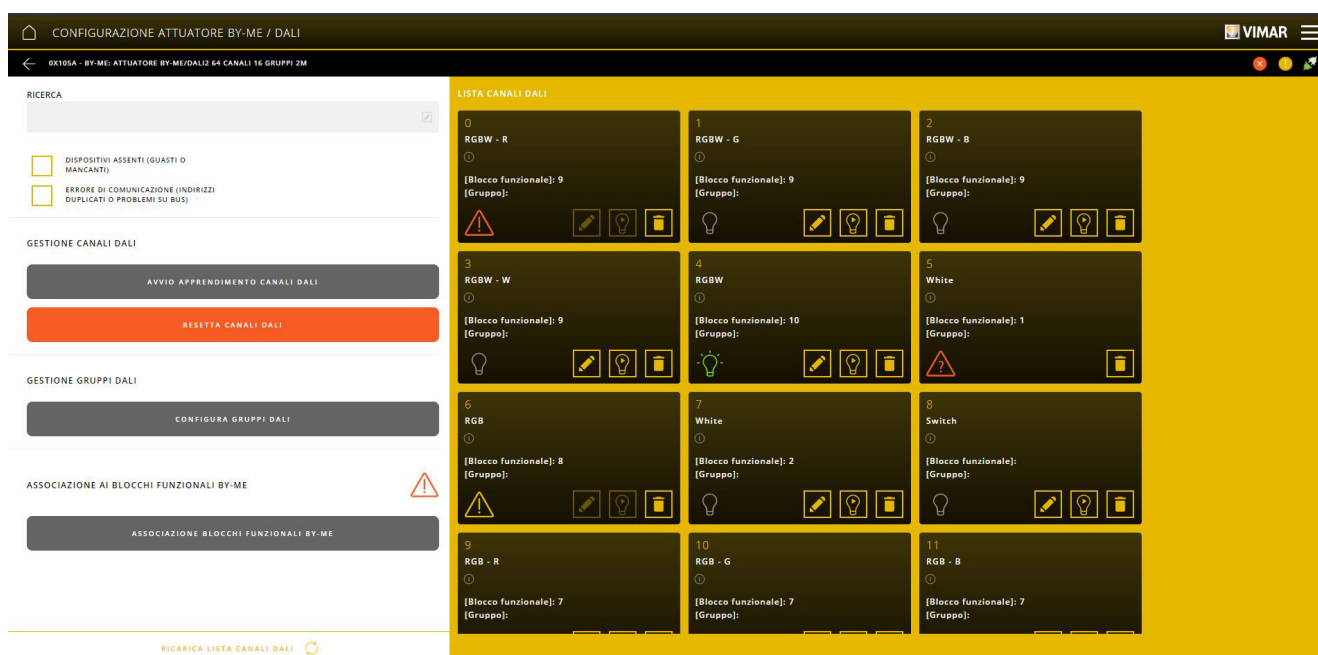 CONFIGURAZIONE ATTUATORE BY-ME / DALI
VIMAR
0X105A - BY-ME: ATTUATORE BY-ME/DALI2 64 CANALI 16 GRUPPI 2M
RICERCA
DISPOSITIVI ASSENTI (GUASTI O
MANCANTI)
ERRORE DI COMUNICAZIONE (INDIRIZZI
DUPLICATI O PROBLEMI SU BUS)
GESTIONE CANALI DALI
AVVIO APPRENDIMENTO CANALI DALI
RESETTA CANALI DALI
GESTIONE GRUPPI DALI
CONFIGURA GRUPPI DALI
ASSOCIAZIONE AI BLOCCHI FUNZIONALI BY-ME
ASSOCIAZIONE BLOCCHI FUNZIONALI BY-ME
RICARICA LISTA CANALI DALI
LISTA CANALI DALI
0
RGBW - R
[Blocco funzionale]: 9
[Gruppo]:
1
RGBW - G
[Blocco funzionale]: 9
[Gruppo]:
2
RGBW - B
[Blocco funzionale]: 9
[Gruppo]:
3
RGBW - W
[Blocco funzionale]: 9
[Gruppo]:
4
RGBW
[Blocco funzionale]: 10
[Gruppo]:
5
White
[Blocco funzionale]: 1
[Gruppo]:
6
RGB
[Blocco funzionale]: 8
[Gruppo]:
7
White
[Blocco funzionale]: 2
[Gruppo]:
8
Switch
[Blocco funzionale]:
[Gruppo]:
9
RGB - R
[Blocco funzionale]: 7
[Gruppo]:
10
RGB - G
[Blocco funzionale]: 7
[Gruppo]:
11
RGB - B
[Blocco funzionale]: 7
[Gruppo]: